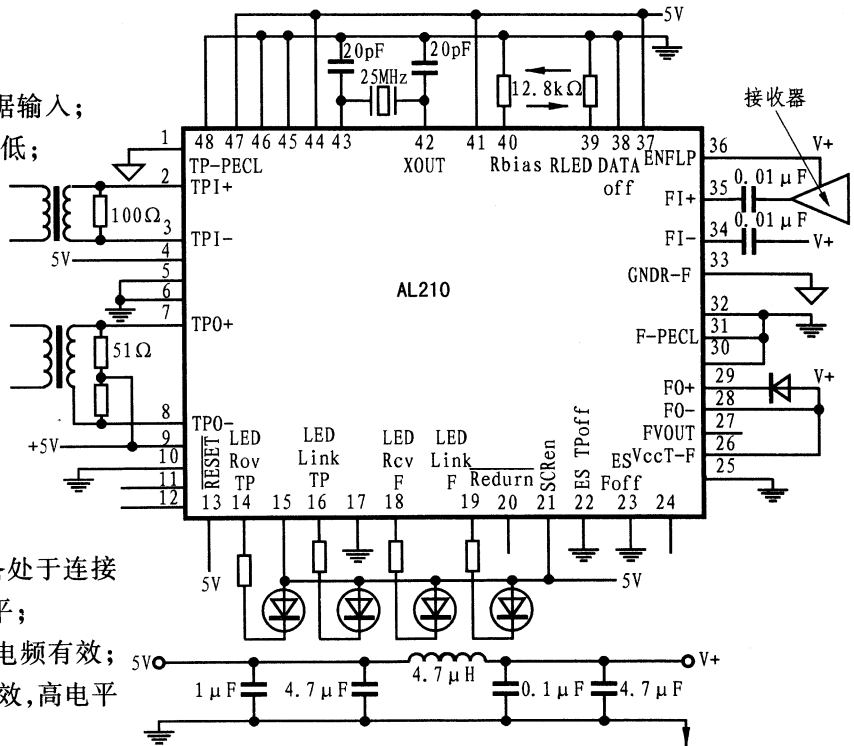 5V
20pF
20pF
25MHz
12.8kΩ
据输入;
低;
接收器
1
48
47
46
45
44
43
42
41
40
39
38
37
TP-PECL
XOUT
Rbias
RLED
DATA
off
ENFLP
36
V+
2
TPI+
100Ω
3
TPI-
5V
4
5
6
7
TPO+
51Ω
8
TPO-
+5V
9
10
11
12
AL210
0.01μF
35
FI+
0.01μF
34
FI-
V+
33
GNDR-F
32
31
F-PECL
30
29
FO+
V+
28
FO-
27
FVOUT
26
VccT-F
25
RESET
LED
Rov
TP
LED
Link
TP
LED
Rcv
F
LED
Link
F
Redurn
SCRen
ES TPoff
ES
Foff
13
14
15
16
17
18
19
20
21
22
23
24
5V
5V
处于连接
平;
电频有效;
效,高电平
5V
V+
1μF
4.7μF
4.7μH
0.1μF
4.7μF